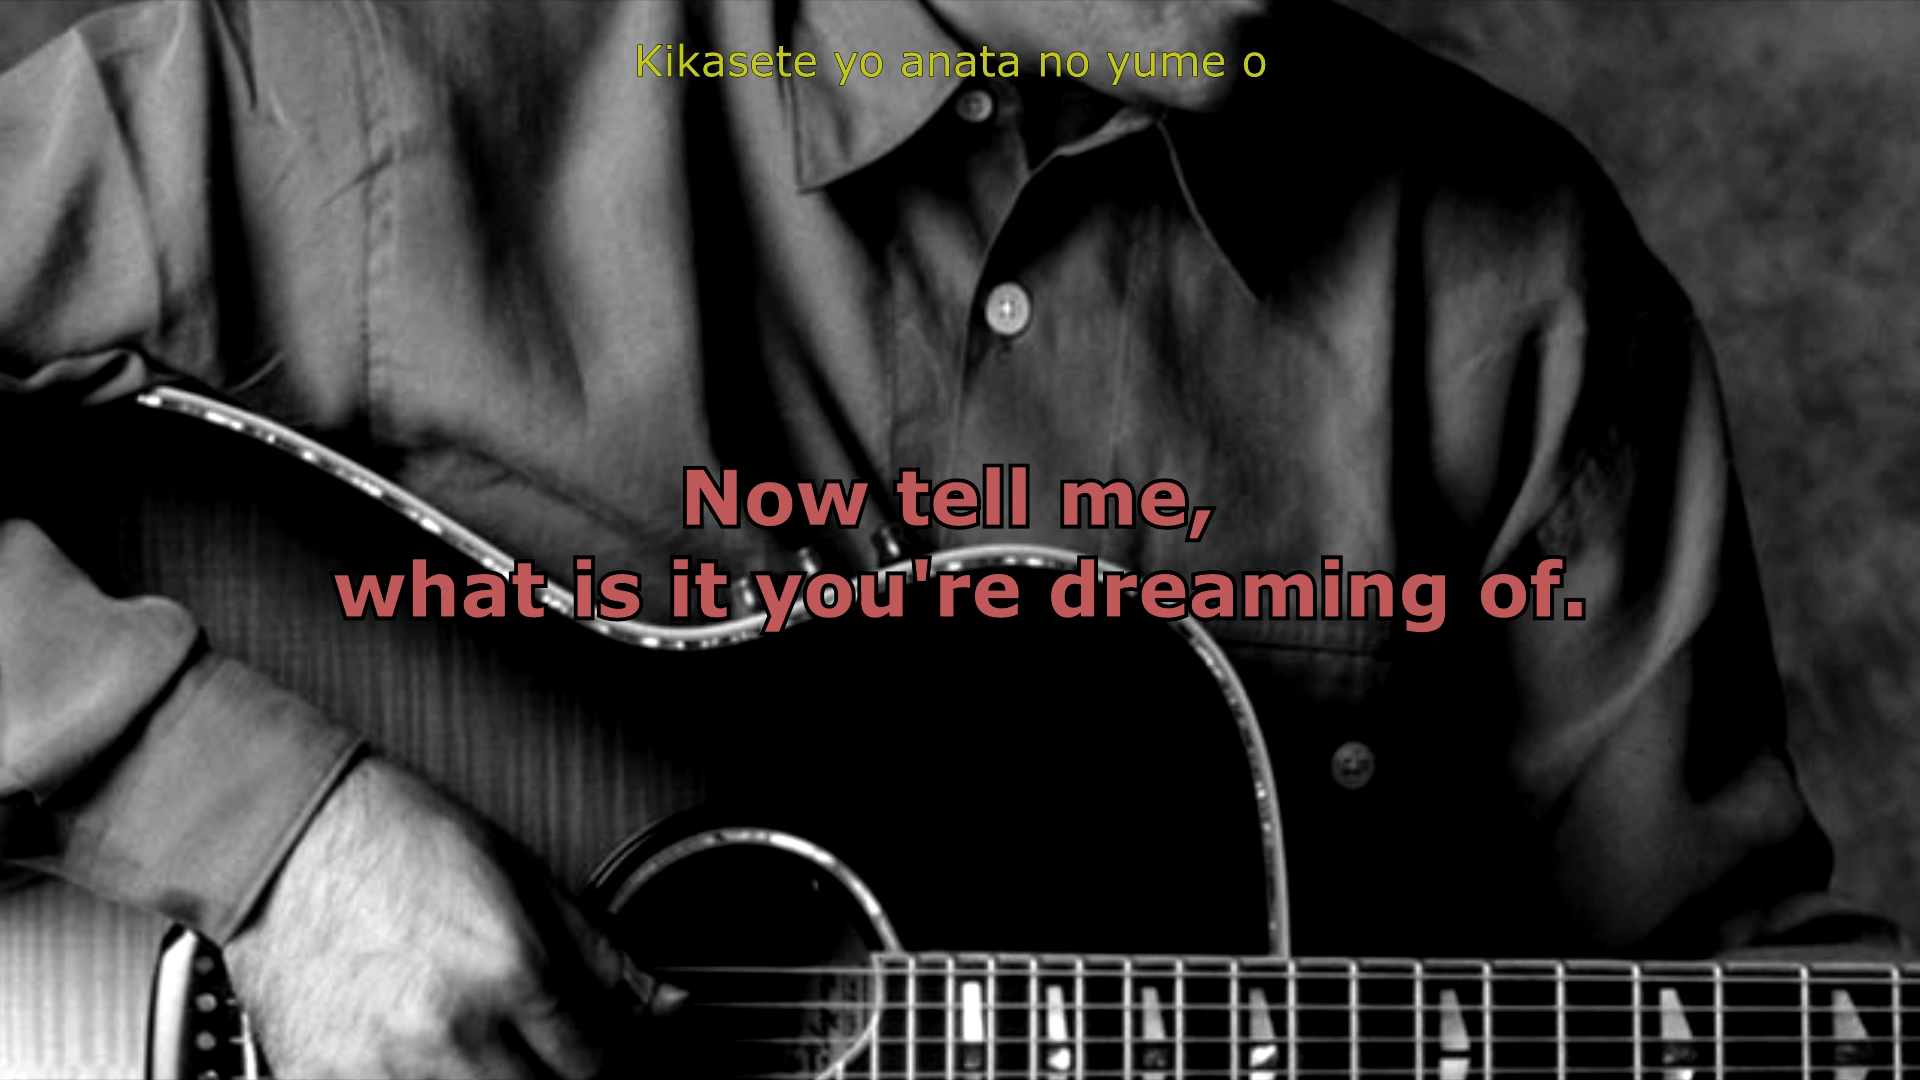 Kikasete yo anata no yume o
Now tell me,
what is it you're dreaming of.